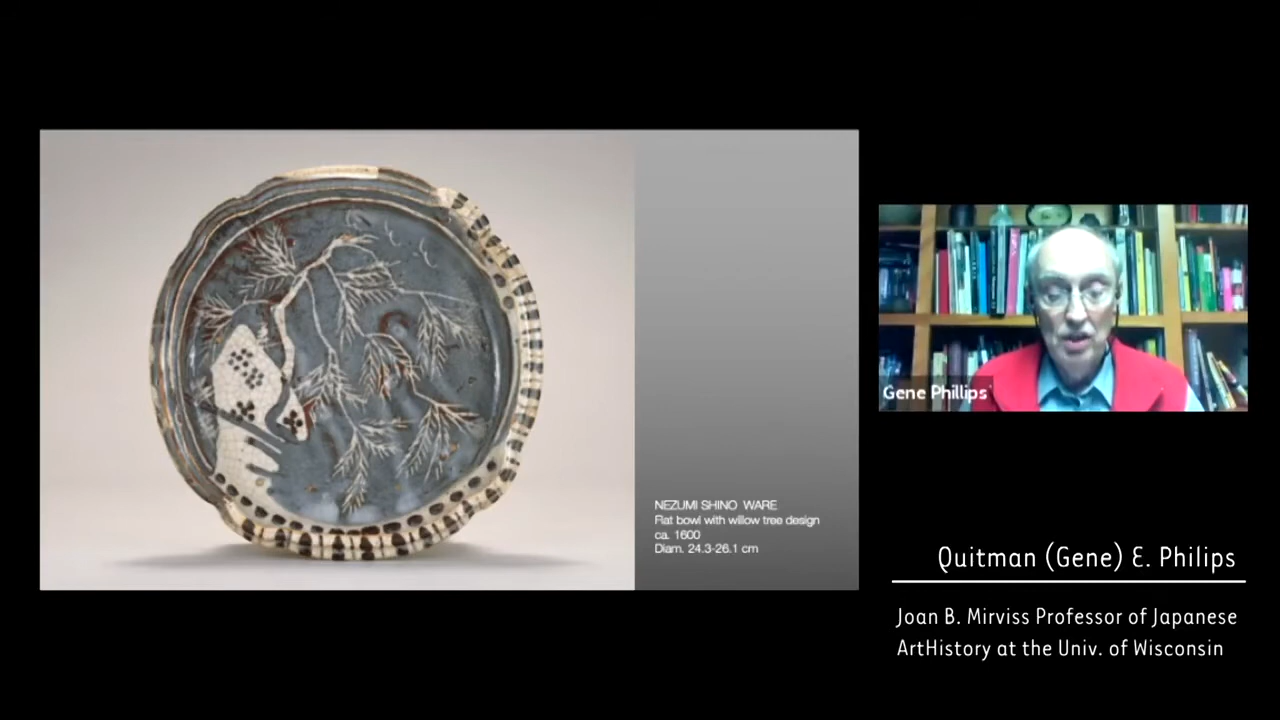 NEZUMI SHINO WARE
Flat bowl with willow tree design
ca. 1600
Diam. 24.3-26.1 cm
Gene Phillips
Quitman (Gene) E. Philips
Joan B. Mirviss Professor of Japanese
ArtHistory at the Univ. of Wisconsin